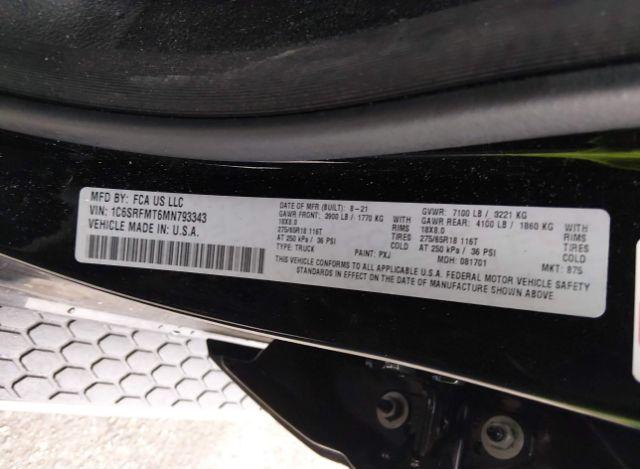 MFD BY: FCA US LLC
VIN: 1C6SRFMT6MN793343
VEHICLE MADE IN: U.S.A.
DATE OF MFR (BUILT): 8-21
GAWR FRONT: 3900 LB / 1770 KG WITH
18X8.0 RIMS
275/65R18 116T TIRES
AT 250 kPa / 36 PSI COLD
TYPE: TRUCK PAINT: PXJ
GVWR: 7100 LB / 3221 KG
GAWR REAR: 4100 LB / 1860 KG WITH
18X8.0 RIMS
275/65R18 116T TIRES
AT 250 kPa / 36 PSI COLD
MDH: 081701 MKT: 875
THIS VEHICLE CONFORMS TO ALL APPLICABLE U.S.A. FEDERAL MOTOR VEHICLE SAFETY
STANDARDS IN EFFECT ON THE DATE OF MANUFACTURE SHOWN ABOVE.